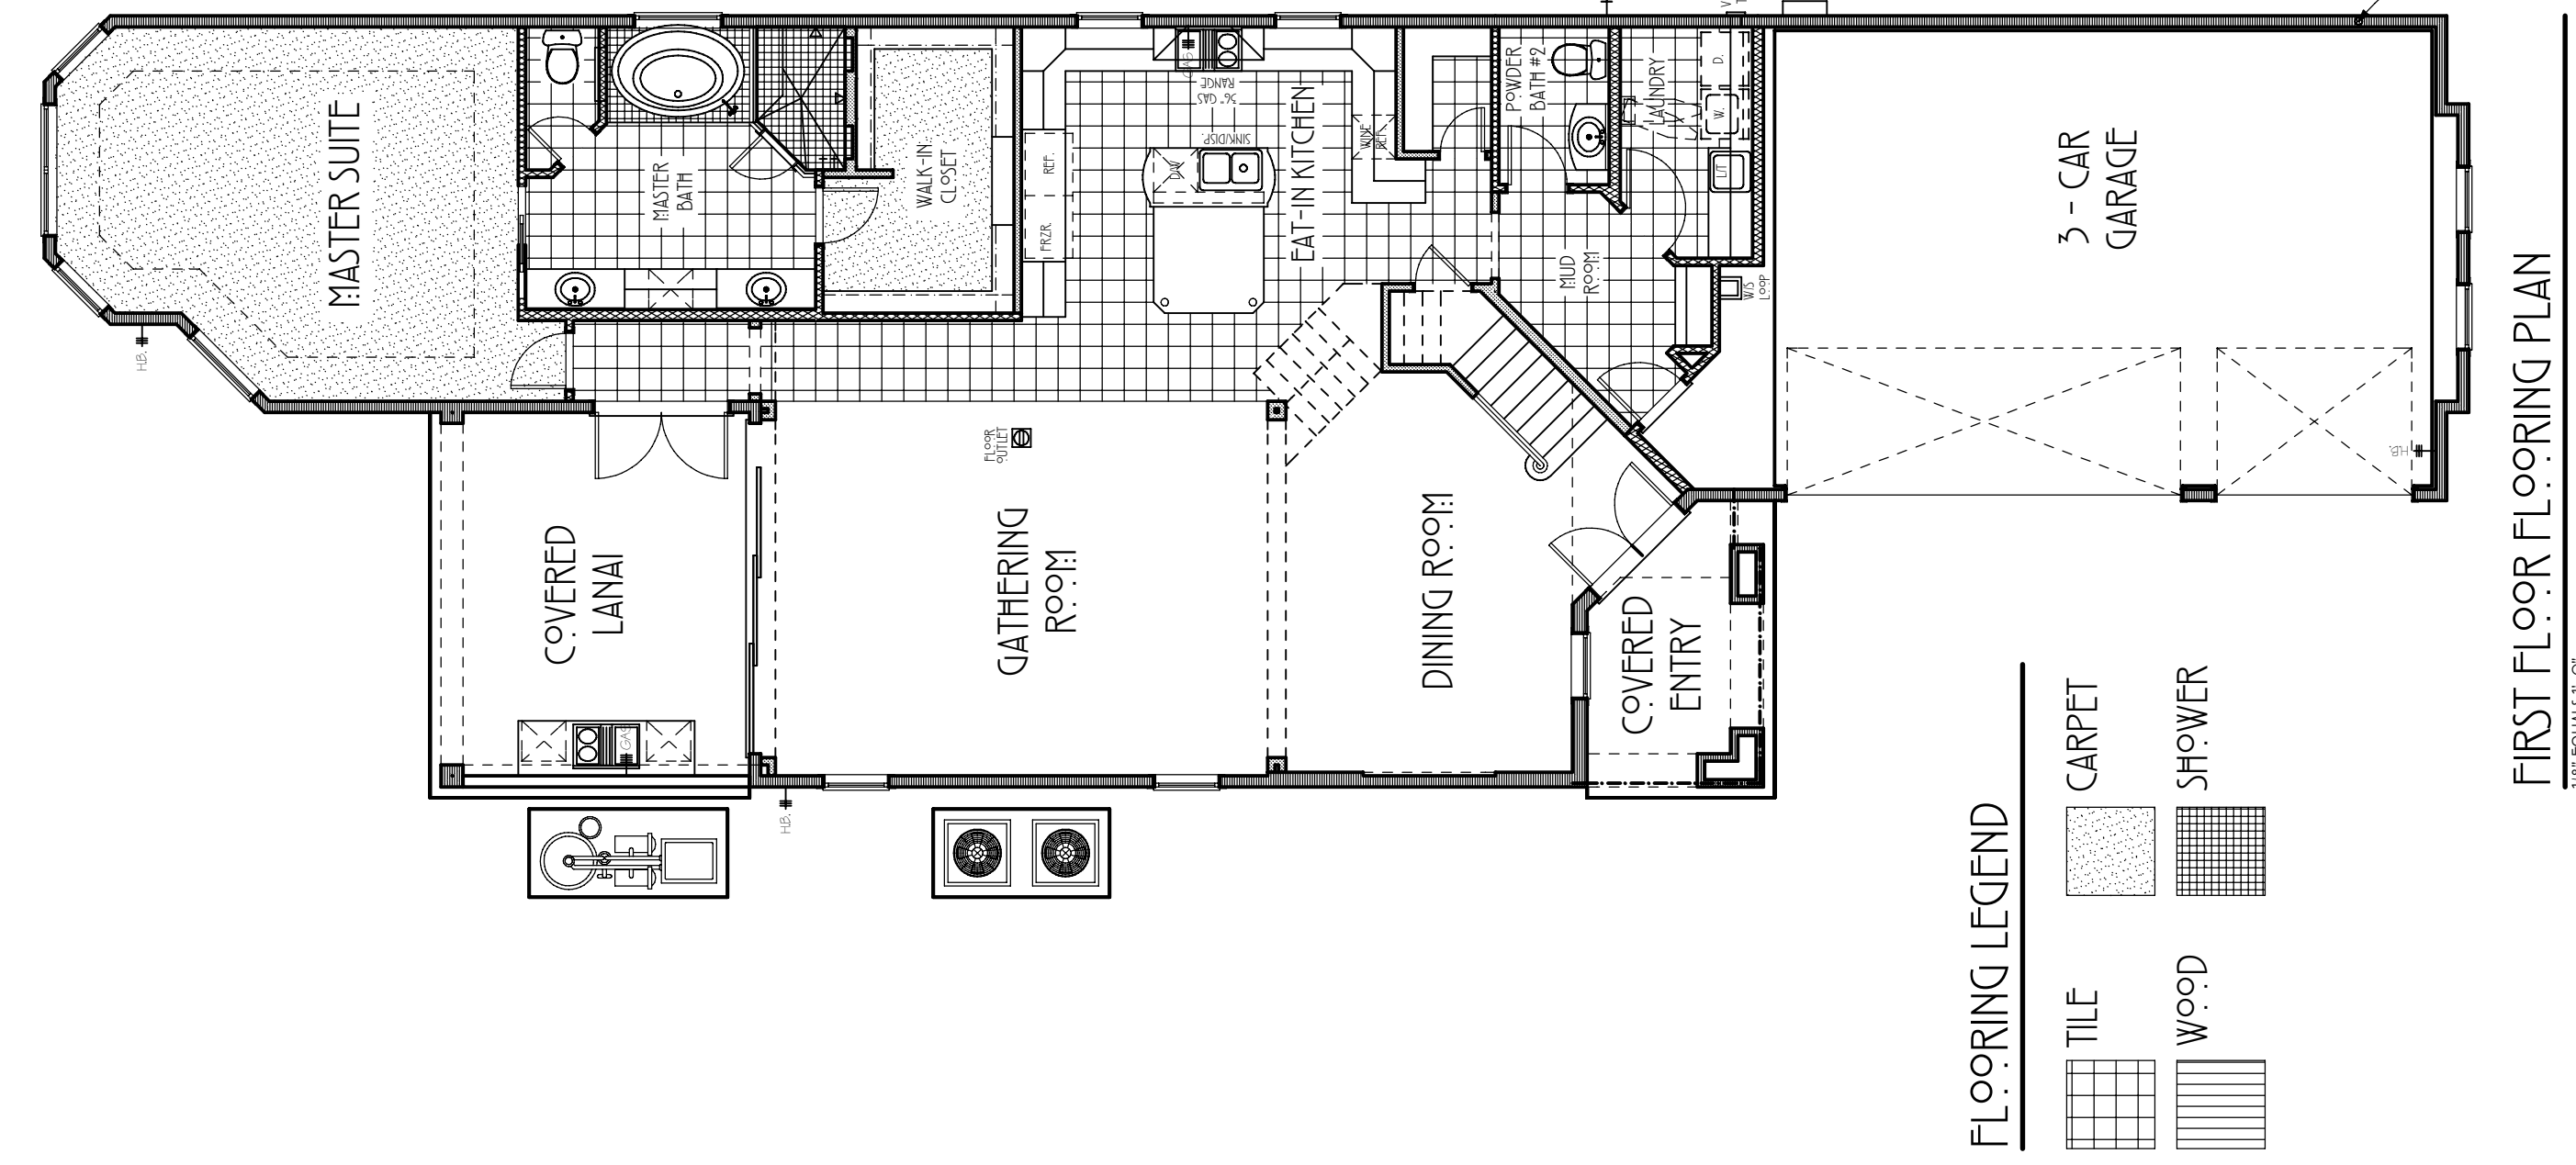 MASTER SUITE
MASTER
BATH
WALK-IN
CLOSET
FRZR.
REF.
GAS
36" GAS
RANGE
SINK/DISP.
D/W
EAT-IN KITCHEN
WINE
REF.
POWDER
BATH #2
LAUNDRY
W.
D.
L/T
MUD
ROOM
W/S
LOOP
3 - CAR
GARAGE
H.B.
H.B.
COVERED
LANAI
GAS
H.B.
FLOOR
OUTLET
GATHERING
ROOM
DINING ROOM
COVERED
ENTRY
FLOORING LEGEND
TILE
CARPET
WOOD
SHOWER
FIRST FLOOR FLOORING PLAN